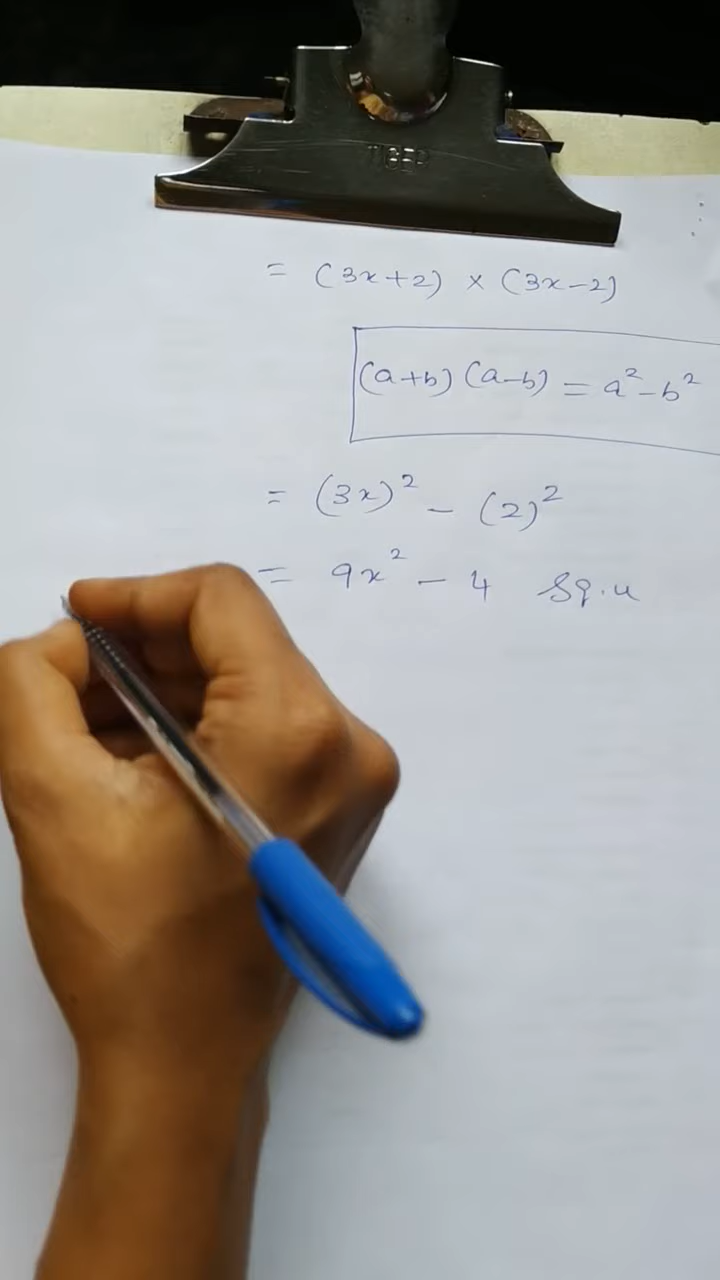 TIGER
= (3x+2) × (3x-2)
(a+b) (a-b) = a²-b²
= (3x)² - (2)²
= 9x² - 4 Sq.u